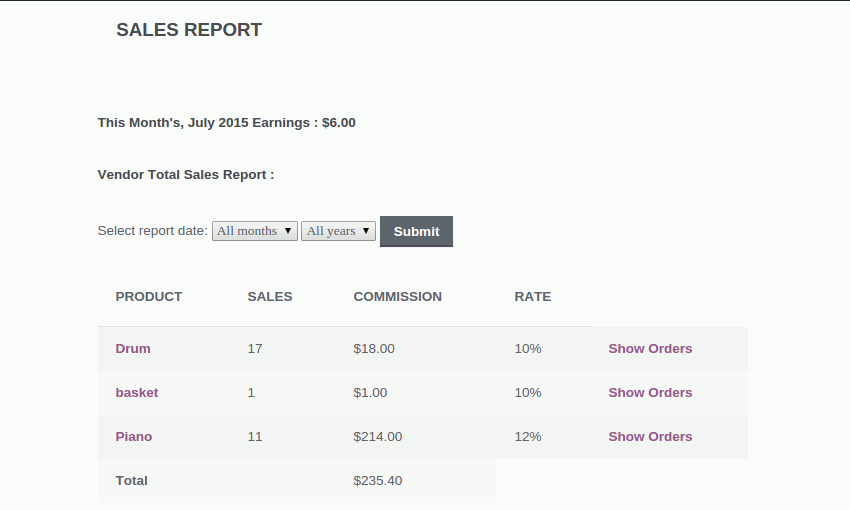 SALES REPORT
This Month's, July 2015 Earnings : $6.00
Vendor Total Sales Report :
Select report date: All months ▼ All years ▼ Submit
PRODUCT SALES COMMISSION RATE
Drum 17 $18.00 10% Show Orders
basket 1 $1.00 10% Show Orders
Piano 11 $214.00 12% Show Orders
Total $235.40